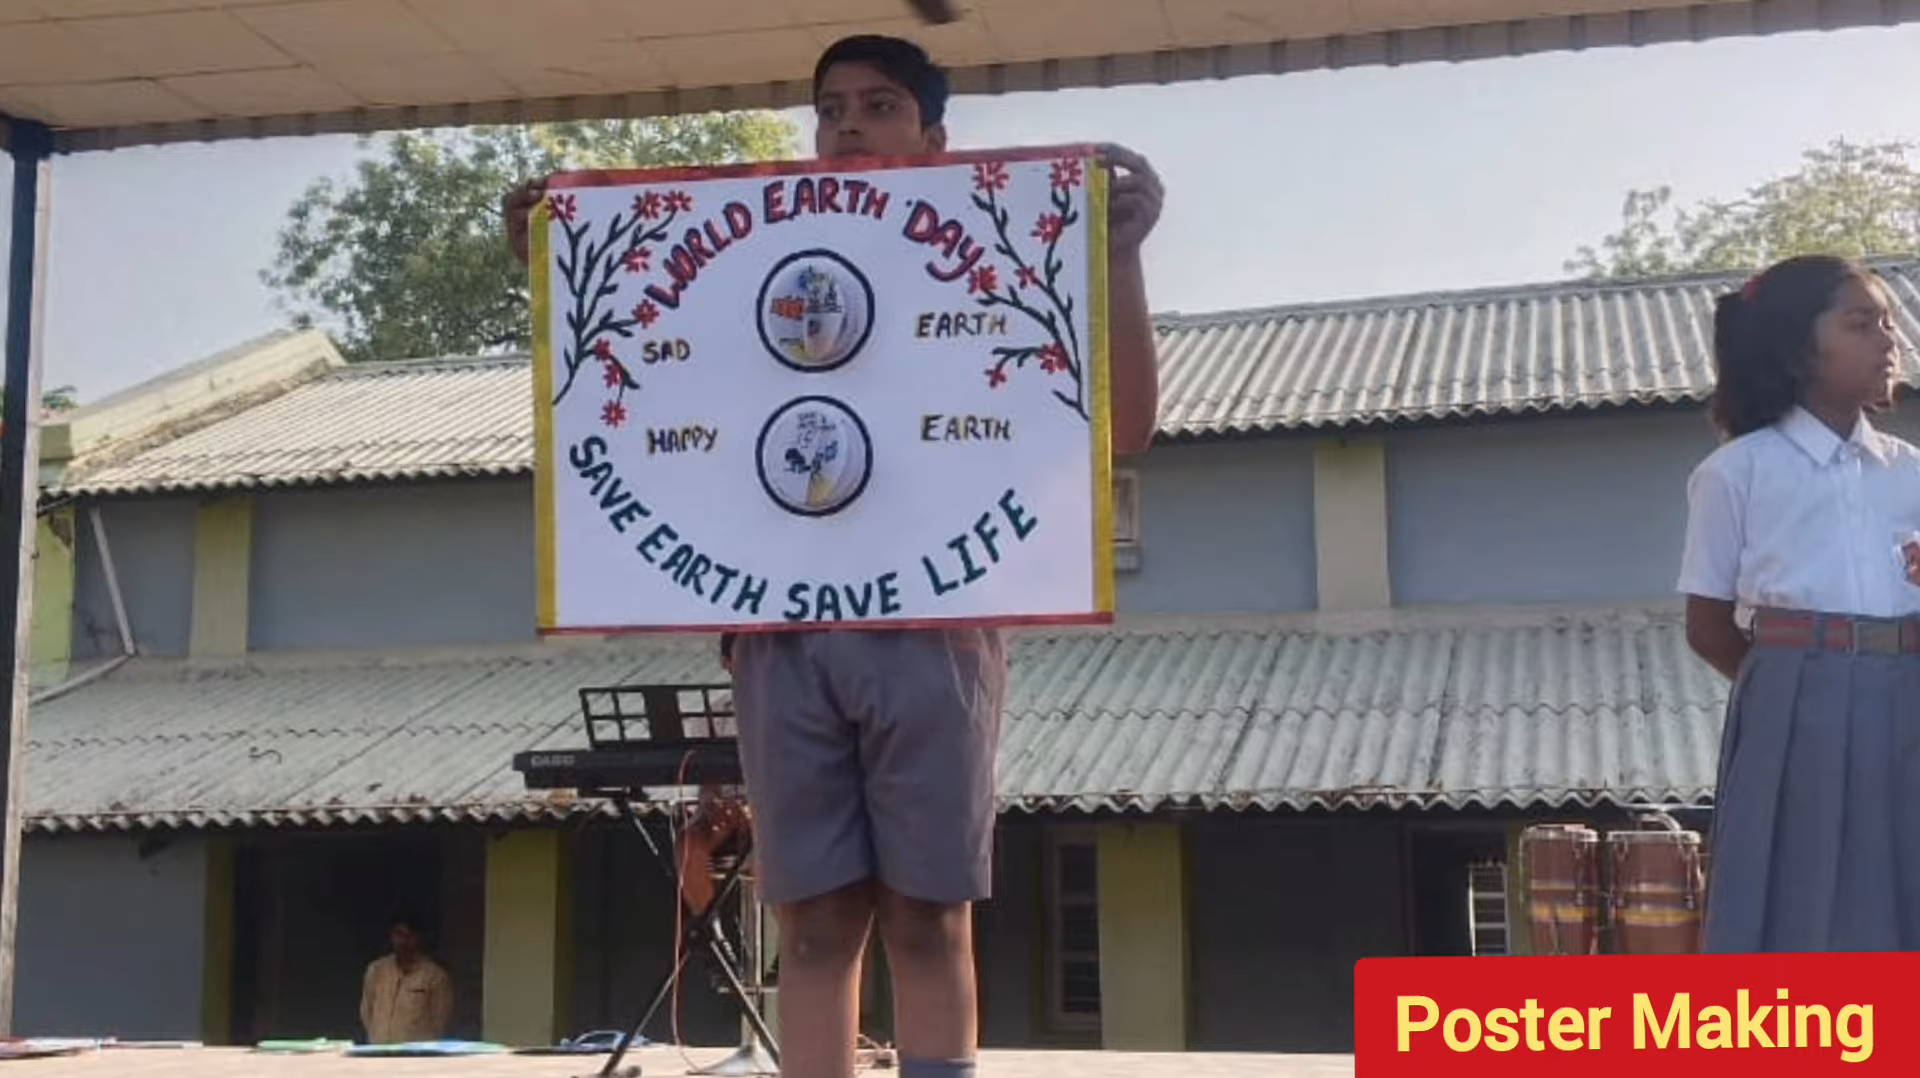 WORLD EARTH DAY
SAD EARTH
HAPPY EARTH
SAVE EARTH SAVE LIFE
CASIO
Poster Making